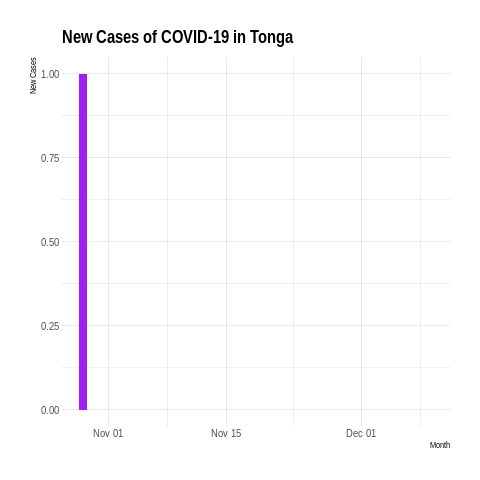 New Cases of COVID-19 in Tonga
New Cases
1.00
0.75
0.50
0.25
0.00
Nov 01
Nov 15
Dec 01
Month